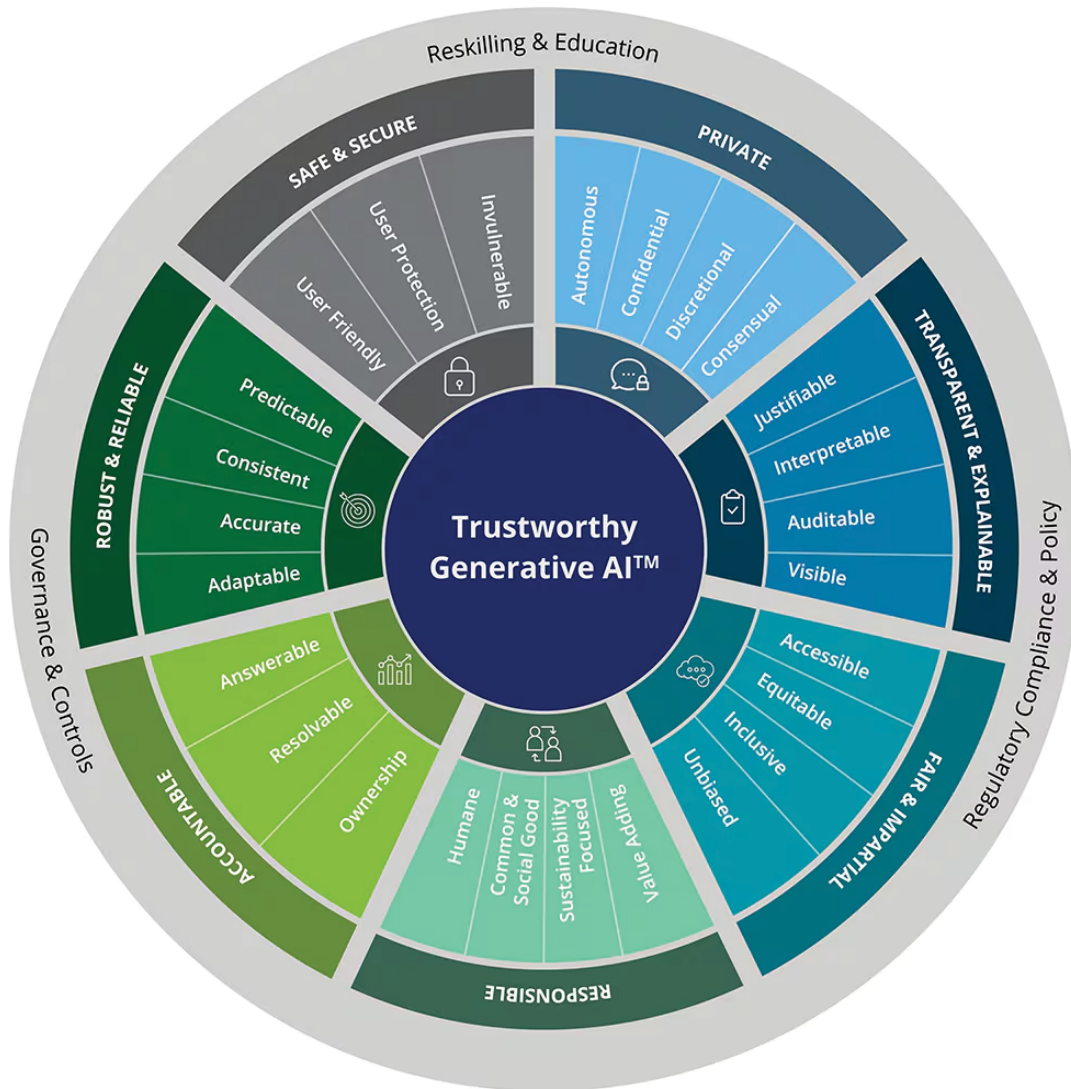 Reskilling & Education
Regulatory Compliance & Policy
Governance & Controls
Trustworthy
Generative AI™
PRIVATE
Autonomous
Confidential
Discretional
Consensual
TRANSPARENT & EXPLAINABLE
Justifiable
Interpretable
Auditable
Visible
FAIR & IMPARTIAL
Accessible
Equitable
Inclusive
Unbiased
RESPONSIBLE
Value Adding
Sustainability
Focused
Common &
Social Good
Humane
ACCOUNTABLE
Ownership
Resolvable
Answerable
ROBUST & RELIABLE
Adaptable
Accurate
Consistent
Predictable
SAFE & SECURE
User Friendly
User Protection
Invulnerable